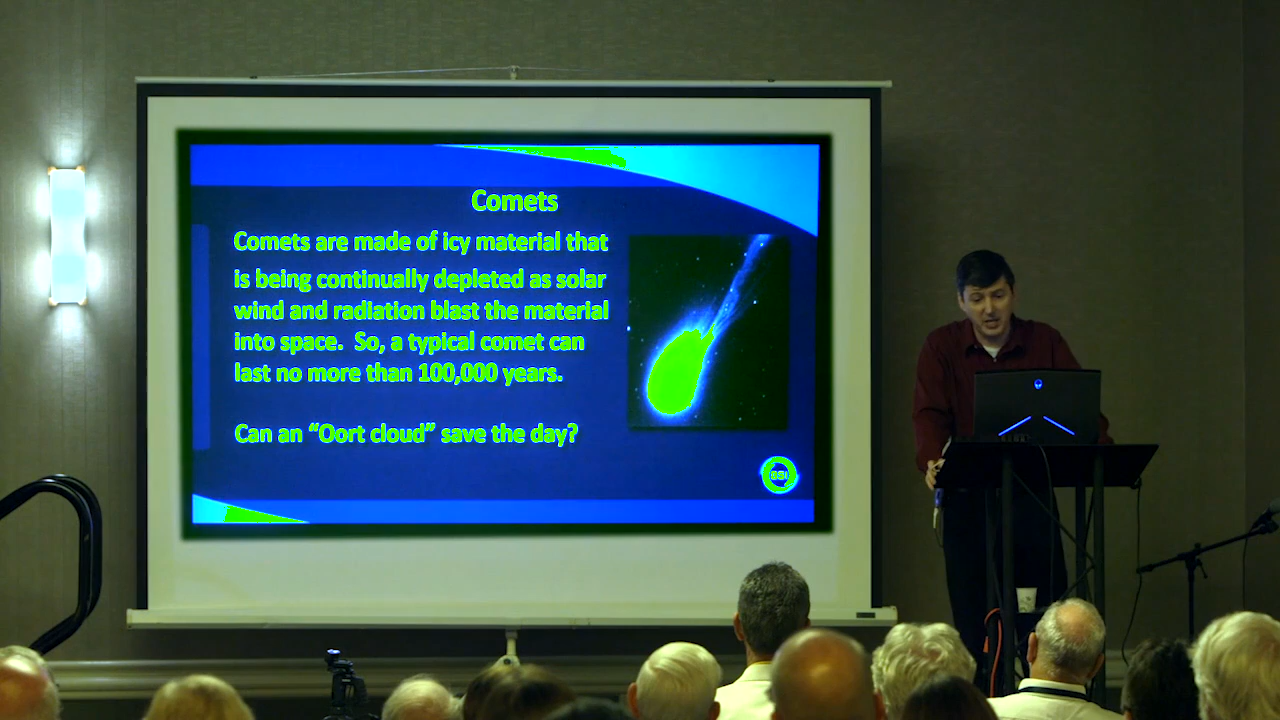 Comets
Comets are made of icy material that
is being continually depleted as solar
wind and radiation blast the material
into space. So, a typical comet can
last no more than 100,000 years.
Can an “Oort cloud” save the day?